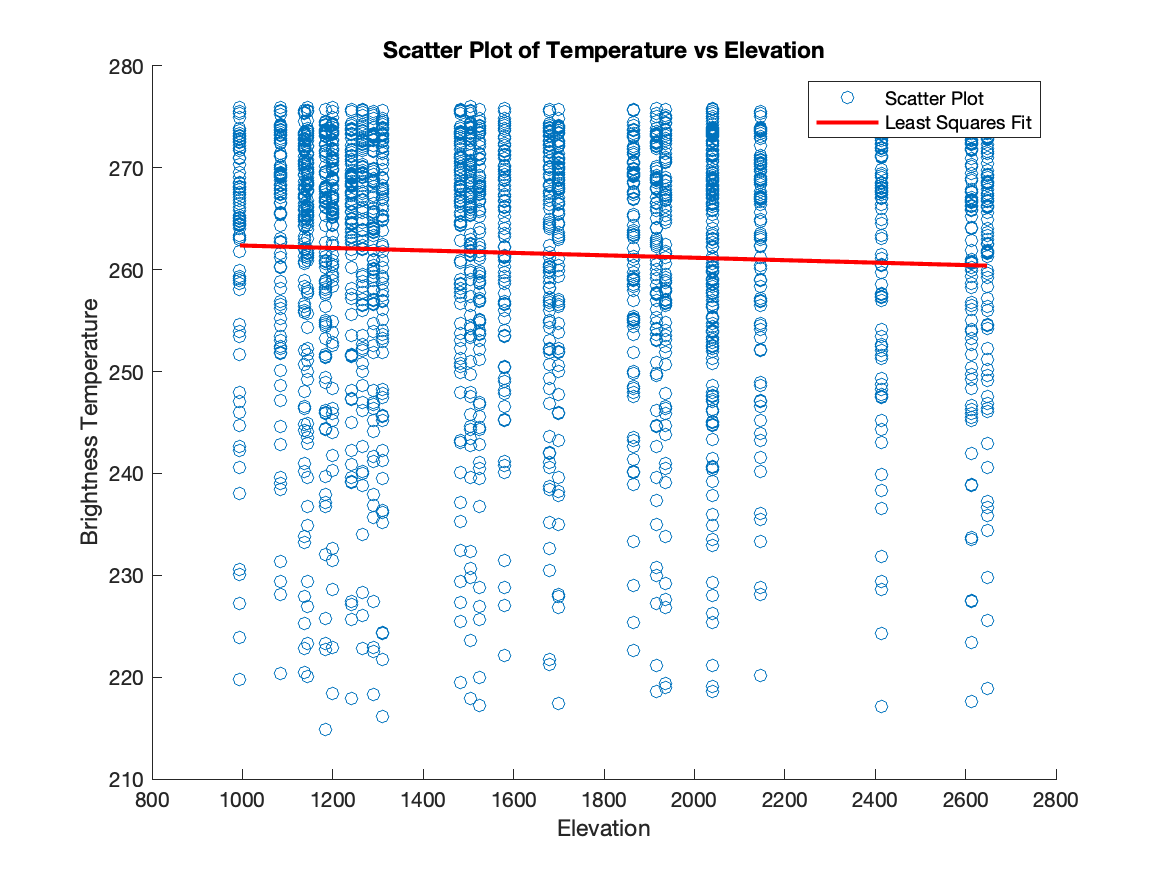 Scatter Plot of Temperature vs Elevation
280
270
260
250
240
230
220
210
Brightness Temperature
Scatter Plot
Least Squares Fit
800 1000 1200 1400 1600 1800 2000 2200 2400 2600 2800
Elevation